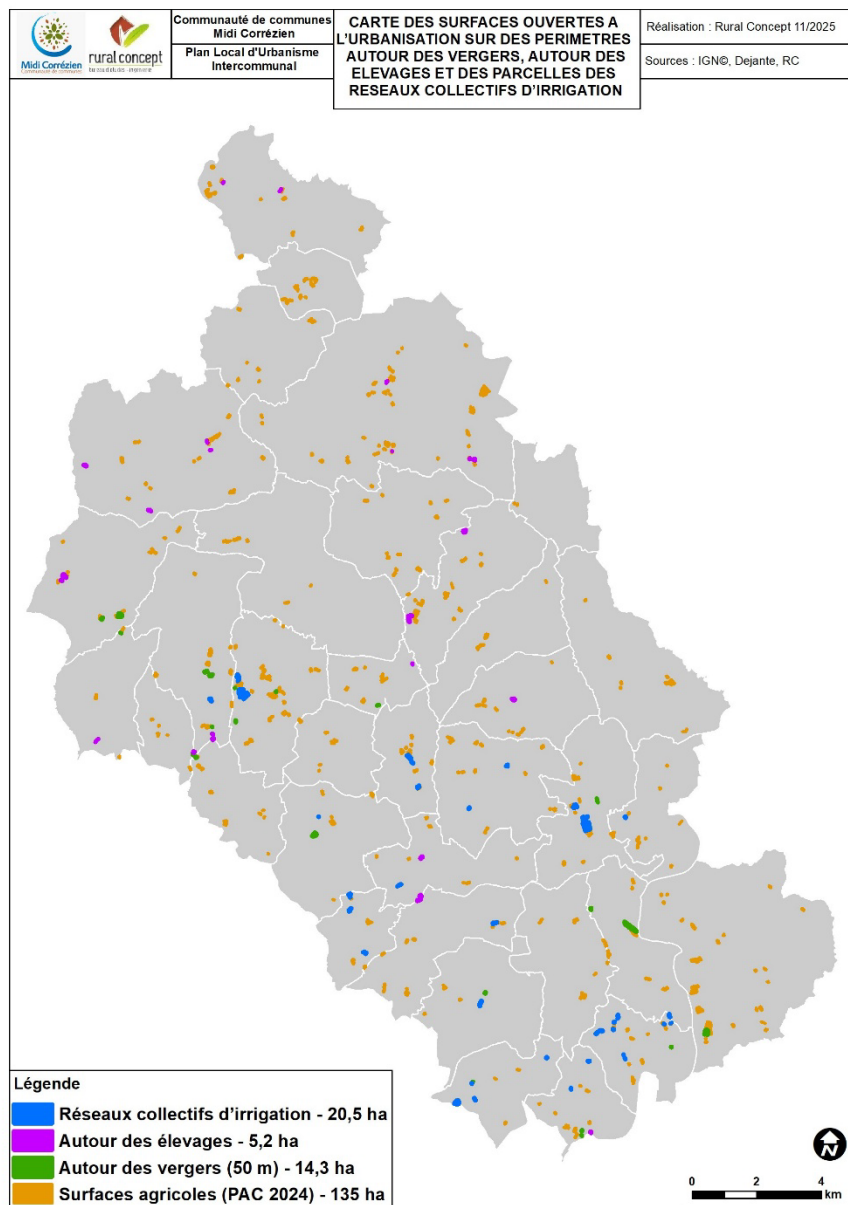 Midi Corrézien
Communauté de communes
rural concept
Communauté de communes
Midi Corrézien
Plan Local d'Urbanisme
Intercommunal
CARTE DES SURFACES OUVERTES A
L'URBANISATION SUR DES PERIMETRES
AUTOUR DES VERGERS, AUTOUR DES
ELEVAGES ET DES PARCELLES DES
RESEAUX COLLECTIFS D'IRRIGATION
Réalisation : Rural Concept 11/2025
Sources : IGN©, Dejante, RC
Légende
Réseaux collectifs d'irrigation - 20,5 ha
Autour des élevages - 5,2 ha
Autour des vergers (50 m) - 14,3 ha
Surfaces agricoles (PAC 2024) - 135 ha
N
0 2 4
km